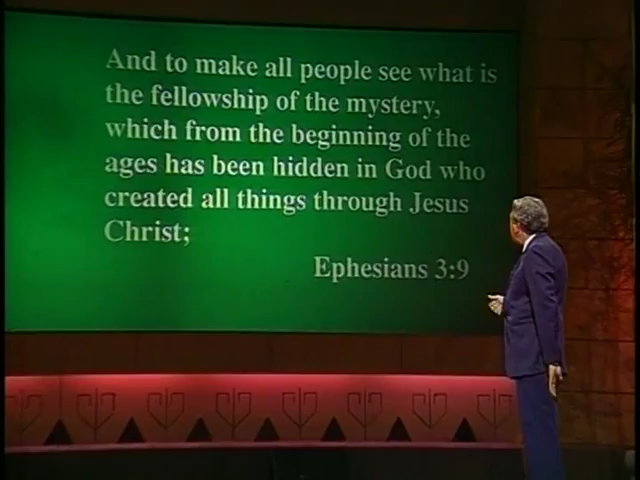 And to make all people see what is
the fellowship of the mystery,
which from the beginning of the
ages has been hidden in God who
created all things through Jesus
Christ;
Ephesians 3:9